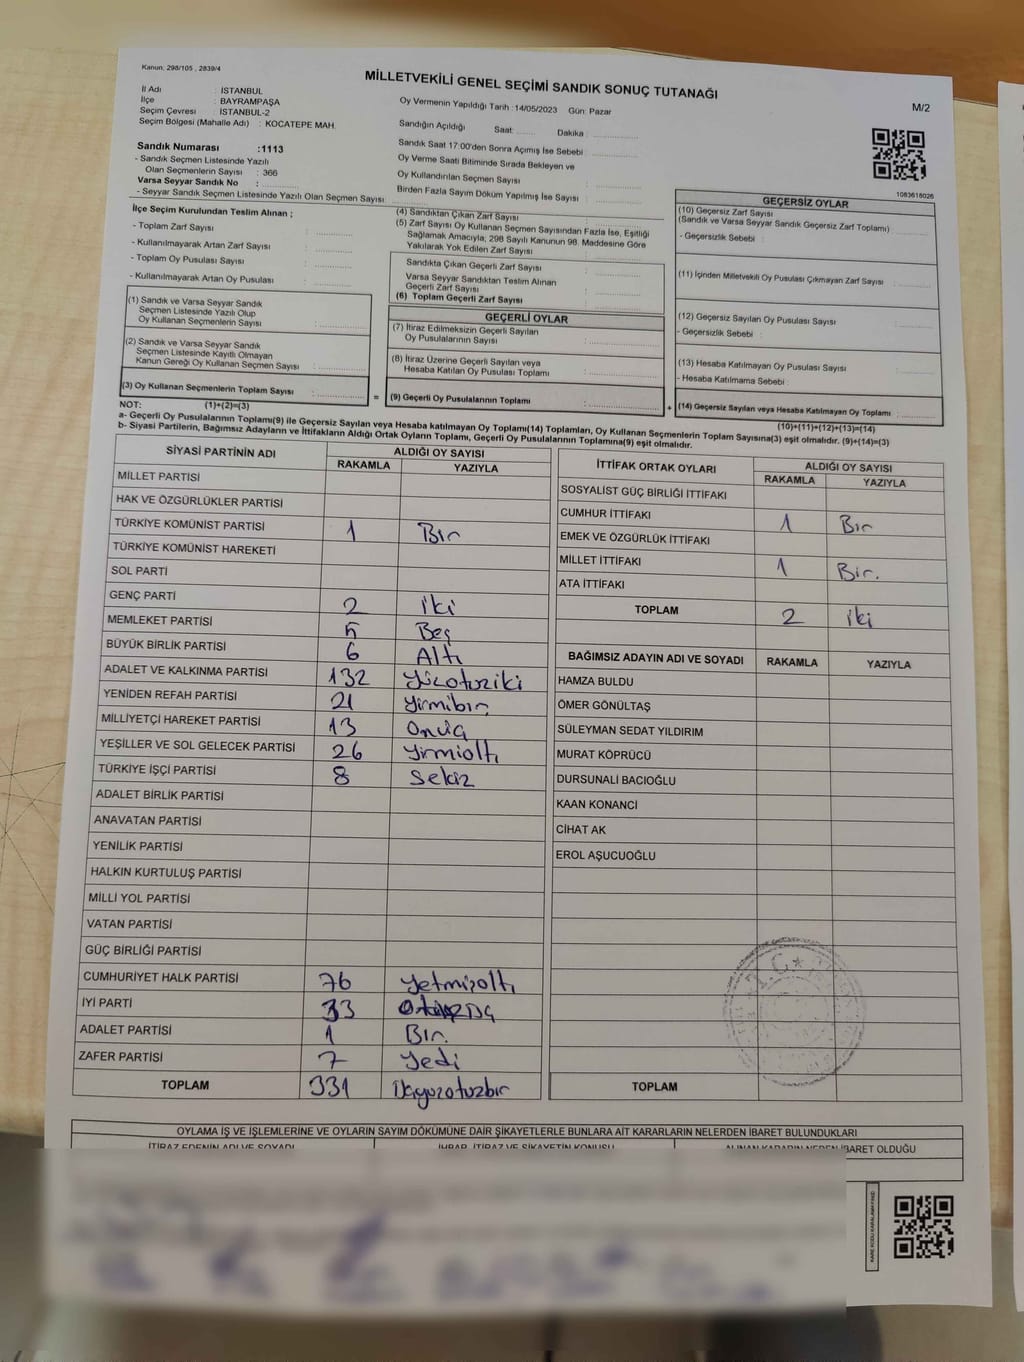 Kanun: 298/105 , 2839/4
MİLLETVEKİLİ GENEL SEÇİMİ SANDIK SONUÇ TUTANAĞI
M/2
İl Adı : İSTANBUL
İlçe : BAYRAMPAŞA
Seçim Çevresi : İSTANBUL-2
Seçim Bölgesi (Mahalle Adı) : KOCATEPE MAH.
Oy Vermenin Yapıldığı Tarih :14/05/2023 Gün: Pazar
Sandığın Açıldığı Saat: ........ Dakika : ..............
Sandık Saat 17:00'den Sonra Açımış İse Sebebi : ..............
Oy Verme Saati Bitiminde Sırada Bekleyen ve
Oy Kullandırılan Seçmen Sayısı : ..............
Birden Fazla Sayım Döküm Yapılmış İse Sayısı : ..............
1083618026
Sandık Numarası :1113
- Sandık Seçmen Listesinde Yazılı
Olan Seçmenlerin Sayısı : 366
Varsa Seyyar Sandık No : ..............
- Seyyar Sandık Seçmen Listesinde Yazılı Olan Seçmen Sayısı : ..............
İlçe Seçim Kurulundan Teslim Alınan ;
- Toplam Zarf Sayısı : ..............
- Kullanılmayarak Artan Zarf Sayısı : ..............
- Toplam Oy Pusulası Sayısı : ..............
- Kullanılmayarak Artan Oy Pusulası : ..............
(1) Sandık ve Varsa Seyyar Sandık
Seçmen Listesinde Yazılı Olup
Oy Kullanan Seçmenlerin Sayısı : ..............
(2) Sandık ve Varsa Seyyar Sandık
Seçmen Listesinde Kayıtlı Olmayan
Kanun Gereği Oy Kullanan Seçmen Sayısı : ..............
(3) Oy Kullanan Seçmenlerin Toplam Sayısı : ..............
(1)+(2)=(3)
(4) Sandıktan Çıkan Zarf Sayısı : ..............
(5) Zarf Sayısı Oy Kullanan Seçmen Sayısından Fazla İse, Eşitliği
Sağlamak Amacıyla; 298 Sayılı Kanunun 98. Maddesine Göre
Yakılarak Yok Edilen Zarf Sayısı : ..............
Sandıkta Çıkan Geçerli Zarf Sayısı : ..............
Varsa Seyyar Sandıktan Teslim Alınan
Geçerli Zarf Sayısı : ..............
(6) Toplam Geçerli Zarf Sayısı : ..............
GEÇERLİ OYLAR
(7) İtiraz Edilmeksizin Geçerli Sayılan
Oy Pusulalarının Sayısı : ..............
(8) İtiraz Üzerine Geçerli Sayılan veya
Hesaba Katılan Oy Pusulası Toplamı : ..............
= (9) Geçerli Oy Pusulalarının Toplamı : ..............
GEÇERSİZ OYLAR
(10) Geçersiz Zarf Sayısı
(Sandık ve Varsa Seyyar Sandık Geçersiz Zarf Toplamı) : ..............
- Geçersizlik Sebebi :
(11) İçinden Milletvekili Oy Pusulası Çıkmayan Zarf Sayısı : ..............
(12) Geçersiz Sayılan Oy Pusulası Sayısı : ..............
- Geçersizlik Sebebi :
(13) Hesaba Katılmayan Oy Pusulası Sayısı : ..............
- Hesaba Katılmama Sebebi :
+ (14) Geçersiz Sayılan veya Hesaba Katılmayan Oy Toplamı : ..............
(10)+(11)+(12)+(13)=(14)
NOT:
a- Geçerli Oy Pusulalarının Toplamı(9) ile Geçersiz Sayılan veya Hesaba katılmayan Oy Toplamı(14) Toplamları, Oy Kullanan Seçmenlerin Toplam Sayısına(3) eşit olmalıdır. (9)+(14)=(3)
b- Siyasi Partilerin, Bağımsız Adayların ve İttifakların Aldığı Ortak Oyların Toplamı, Geçerli Oy Pusulalarının Toplamına(9) eşit olmalıdır.
SİYASİ PARTİNİN ADI ALDIĞI OY SAYISI
RAKAMLA YAZIYLA
MİLLET PARTİSİ
HAK VE ÖZGÜRLÜKLER PARTİSİ
TÜRKİYE KOMÜNİST PARTİSİ 1 Bir
TÜRKİYE KOMÜNİST HAREKETİ
SOL PARTİ
GENÇ PARTİ 2 iki
MEMLEKET PARTİSİ 5 Beş
BÜYÜK BİRLİK PARTİSİ 6 Altı
ADALET VE KALKINMA PARTİSİ 132 Yüzotuziki
YENİDEN REFAH PARTİSİ 21 Yirmibir
MİLLİYETÇİ HAREKET PARTİSİ 13 Onüç
YEŞİLLER VE SOL GELECEK PARTİSİ 26 Yirmialtı
TÜRKİYE İŞÇİ PARTİSİ 8 Sekiz
ADALET BİRLİK PARTİSİ
ANAVATAN PARTİSİ
YENİLİK PARTİSİ
HALKIN KURTULUŞ PARTİSİ
MİLLİ YOL PARTİSİ
VATAN PARTİSİ
GÜÇ BİRLİĞİ PARTİSİ
CUMHURİYET HALK PARTİSİ 76 Yetmişaltı
İYİ PARTİ 33
ADALET PARTİSİ 1 Bir.
ZAFER PARTİSİ 7 Yedi
TOPLAM 331 Üçyüzotuzbir
İTTİFAK ORTAK OYLARI ALDIĞI OY SAYISI
RAKAMLA YAZIYLA
SOSYALİST GÜÇ BİRLİĞİ İTTİFAKI
CUMHUR İTTİFAKI 1 Bir
EMEK VE ÖZGÜRLÜK İTTİFAKI
MİLLET İTTİFAKI 1 Bir.
ATA İTTİFAKI
TOPLAM 2 iki
BAĞIMSIZ ADAYIN ADI VE SOYADI RAKAMLA YAZIYLA
HAMZA BULDU
ÖMER GÖNÜLTAŞ
SÜLEYMAN SEDAT YILDIRIM
MURAT KÖPRÜCÜ
DURSUNALİ BACIOĞLU
KAAN KONANCİ
CİHAT AK
EROL AŞUCUOĞLU
T.C.
TOPLAM
OYLAMA İŞ VE İŞLEMLERİNE VE OYLARIN SAYIM DÖKÜMÜNE DAİR ŞİKAYETLERLE BUNLARA AİT KARARLARIN NELERDEN İBARET BULUNDUKLARI
İTİRAZ EDENİN ADI VE SOYADI İHBAR, İTİRAZ VE ŞİKAYETİN KONUSU ALINAN KARARIN NEDEN İBARET OLDUĞU
KARE KODU KARALAMAYINIZ!